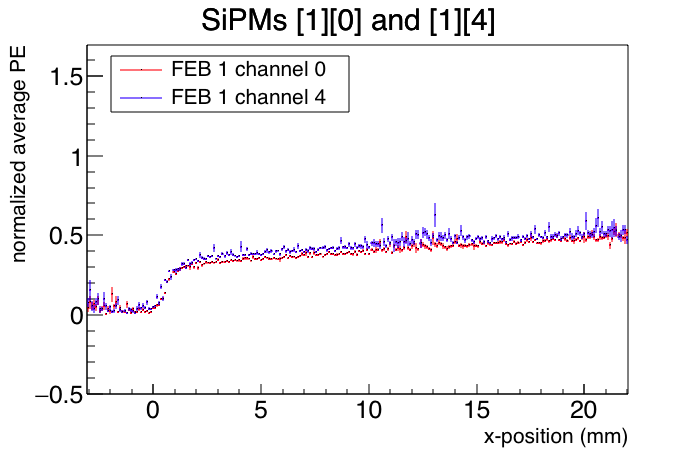 SiPMs [1][0] and [1][4]
normalized average PE
FEB 1 channel 0
FEB 1 channel 4
1.5
1
0.5
0
−0.5
0 5 10 15 20
x-position (mm)